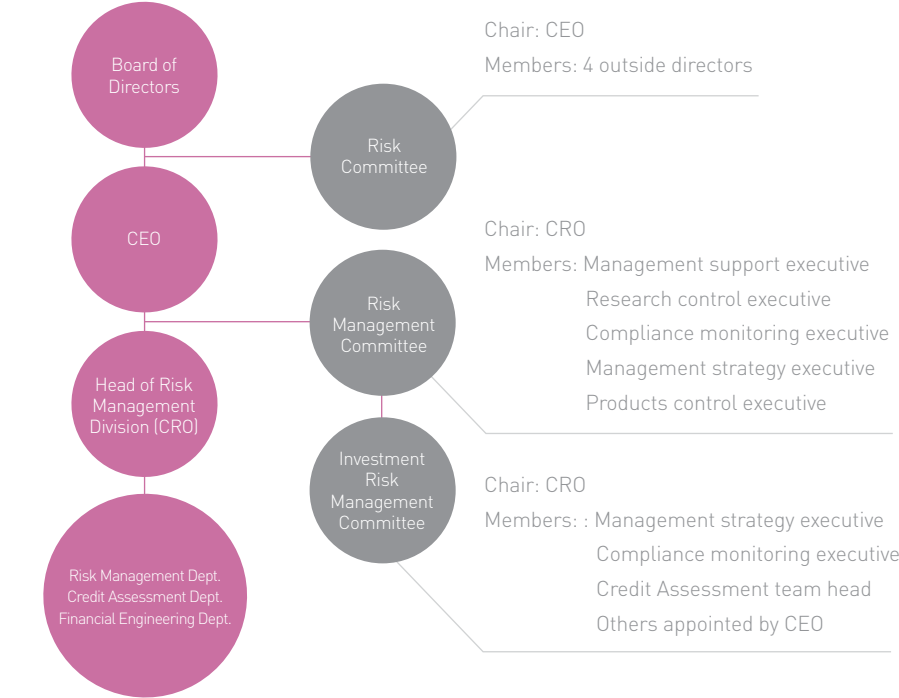 Board of
Directors
Risk
Committee
Chair: CEO
Members: 4 outside directors
CEO
Risk
Management
Committee
Chair: CRO
Members: Management support executive
Research control executive
Compliance monitoring executive
Management strategy executive
Products control executive
Head of Risk
Management
Division (CRO)
Investment
Risk
Management
Committee
Chair: CRO
Members: : Management strategy executive
Compliance monitoring executive
Credit Assessment team head
Others appointed by CEO
Risk Management Dept.
Credit Assessment Dept.
Financial Engineering Dept.